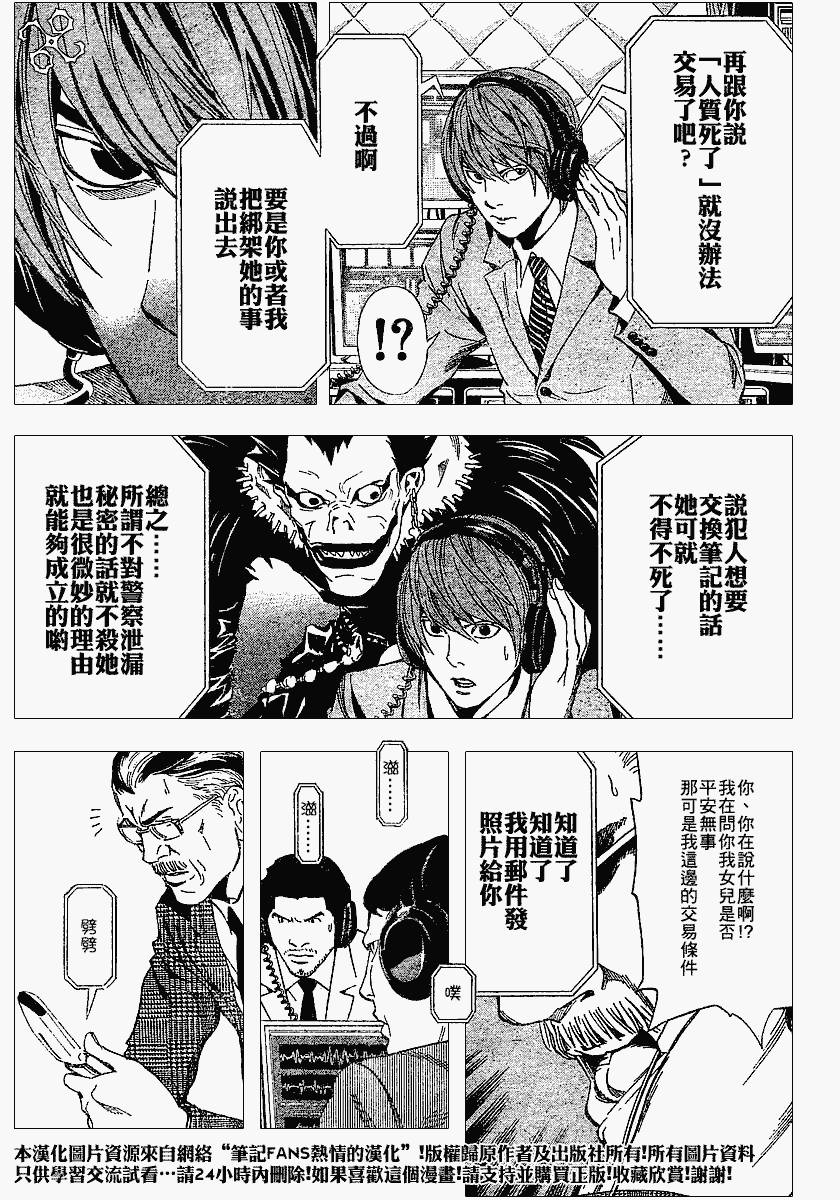 再跟你說
「人質死了」就沒辦法
交易了吧?
不過啊
!?
要是你或者我
把綁架她的事
說出去
說犯人想要
交換筆記的話
她可就
不得不死了……
總之……
所謂不對警察泄漏
秘密的話就不殺她
也是很微妙的理由
就能夠成立的喲
你、你在說什麼啊!?
我在問你我女兒是否
平安無事
那可是我這邊的交易條件
知道了
知道了
我用郵件發
照片給你
噗
滋……
滋……
劈劈
本漢化圖片資源來自網絡“筆記FANS熱情的漢化”!版權歸原作者及出版社所有!所有圖片資料
只供學習交流試看…請24小時內刪除!如果喜歡這個漫畫!請支持並購買正版!收藏欣賞!謝謝!